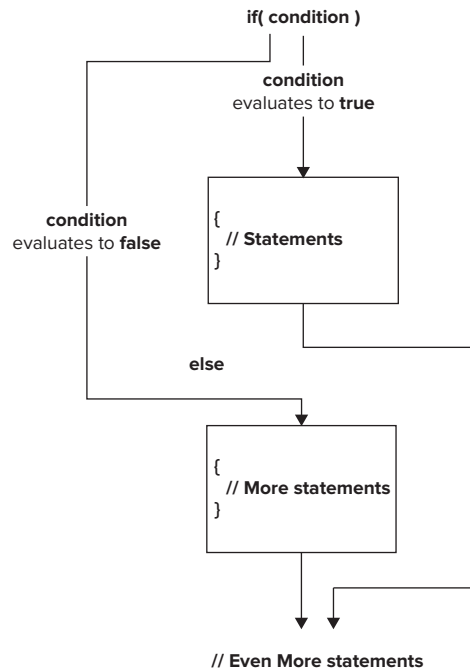 if( condition )
condition
evaluates to true
condition
evaluates to false
{
// Statements
}
else
{
// More statements
}
// Even More statements